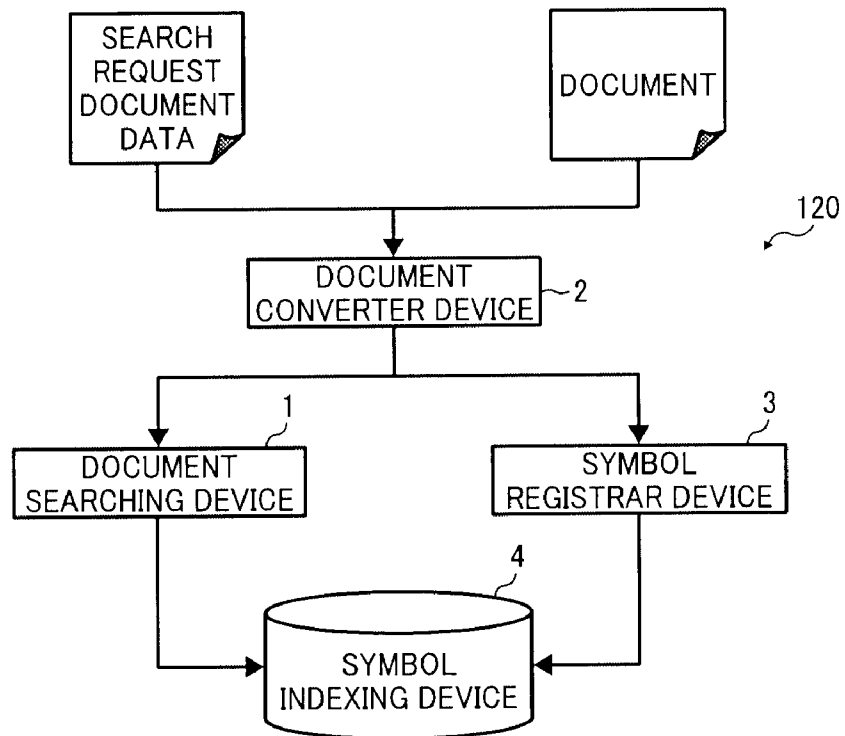 SEARCH
REQUEST
DOCUMENT
DATA
DOCUMENT
120
DOCUMENT
CONVERTER DEVICE
2
1
DOCUMENT
SEARCHING DEVICE
3
SYMBOL
REGISTRAR DEVICE
4
SYMBOL
INDEXING DEVICE